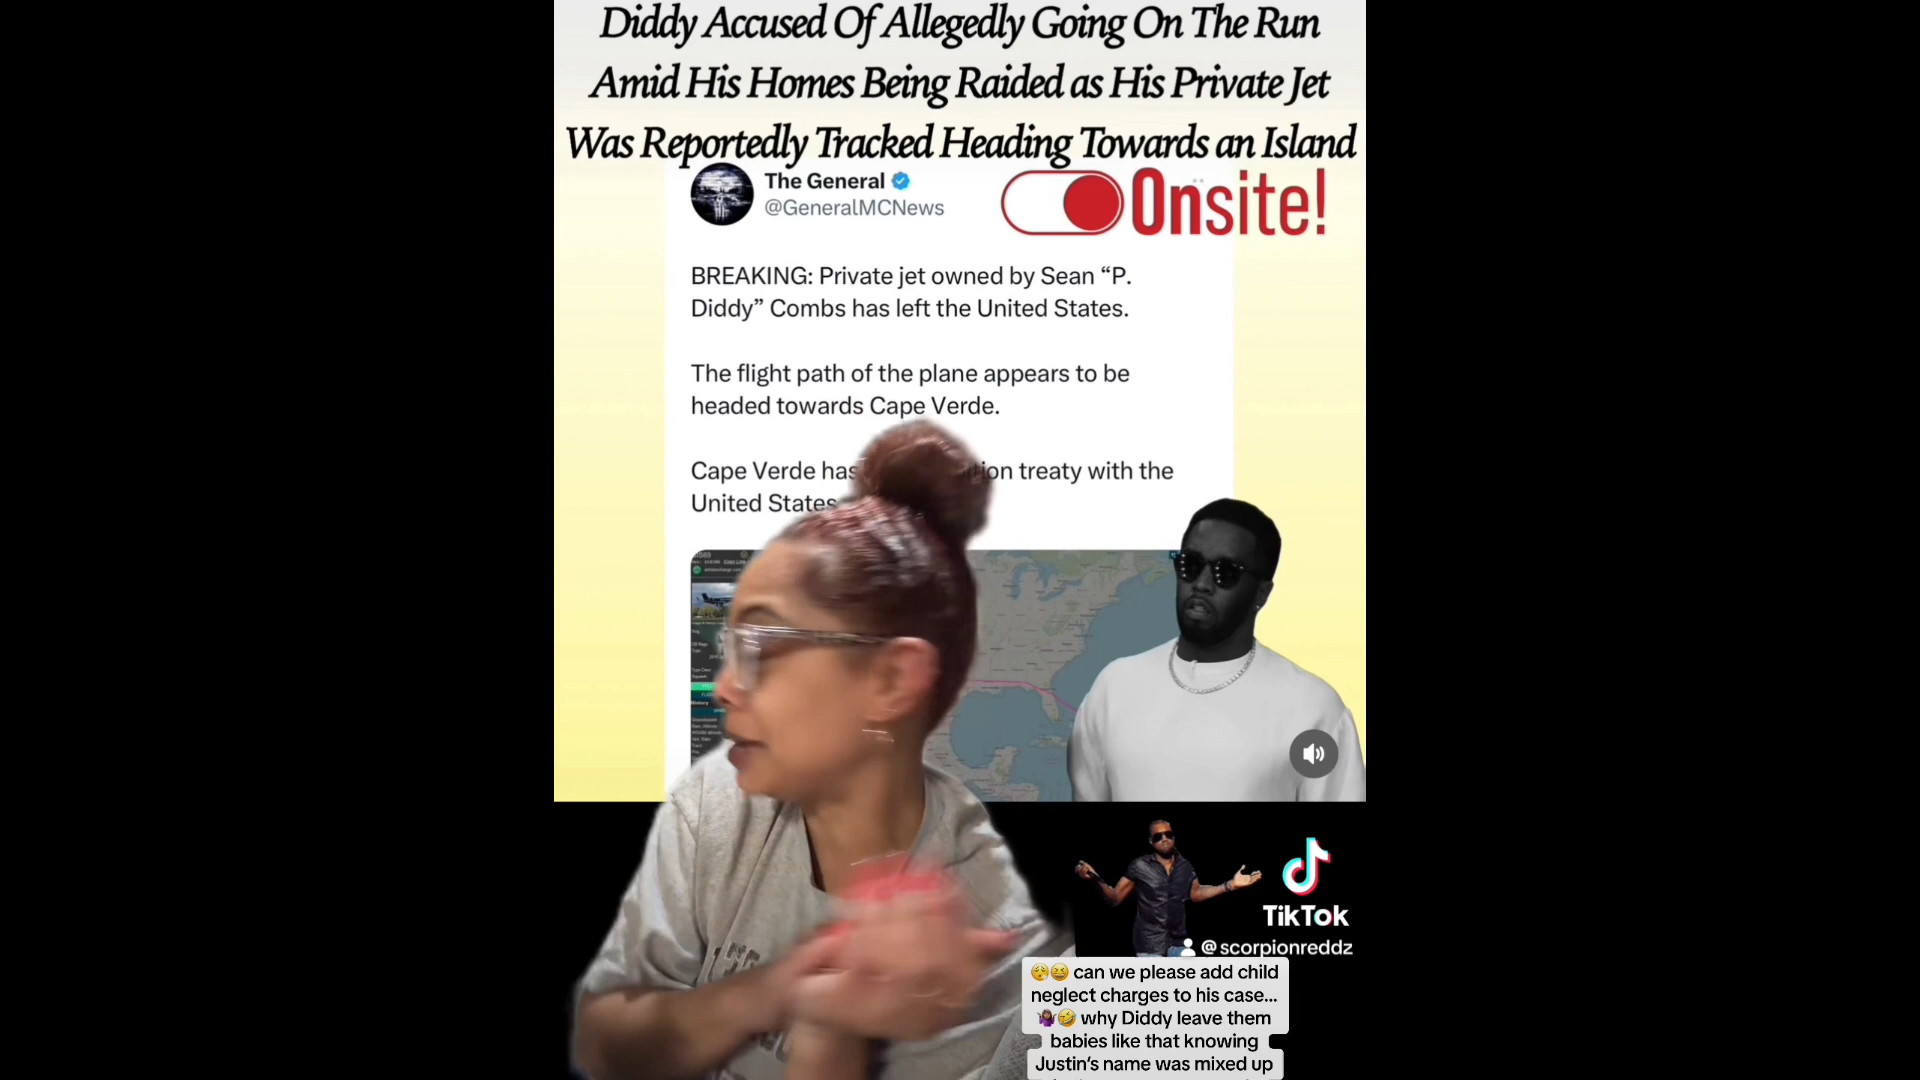 Diddy Accused Of Allegedly Going On The Run
Amid His Homes Being Raided as His Private Jet
Was Reportedly Tracked Heading Towards an Island
The General
@GeneralMCNews
Onsite!
BREAKING: Private jet owned by Sean “P.
Diddy” Combs has left the United States.
The flight path of the plane appears to be
headed towards Cape Verde.
Cape Verde has treaty with the
United States
TikTok
@scorpionreddz
😮‍💨😆 can we please add child
neglect charges to his case...
🤷🏽‍♀️🤣 why Diddy leave them
babies like that knowing
Justin’s name was mixed up